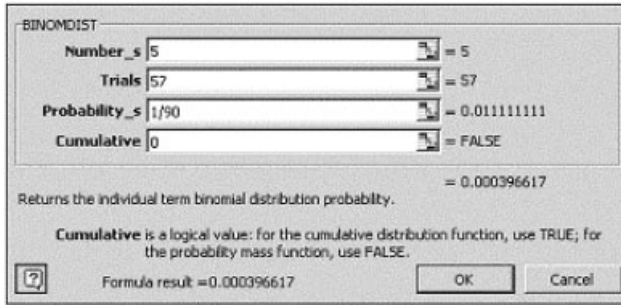 BINOMDIST
Number_s 5 = 5
Trials 57 = 57
Probability_s 1/90 = 0.011111111
Cumulative 0 = FALSE
= 0.000396617
Returns the individual term binomial distribution probability.
Cumulative is a logical value: for the cumulative distribution function, use TRUE; for
the probability mass function, use FALSE.
? Formula result =0.000396617 OK Cancel